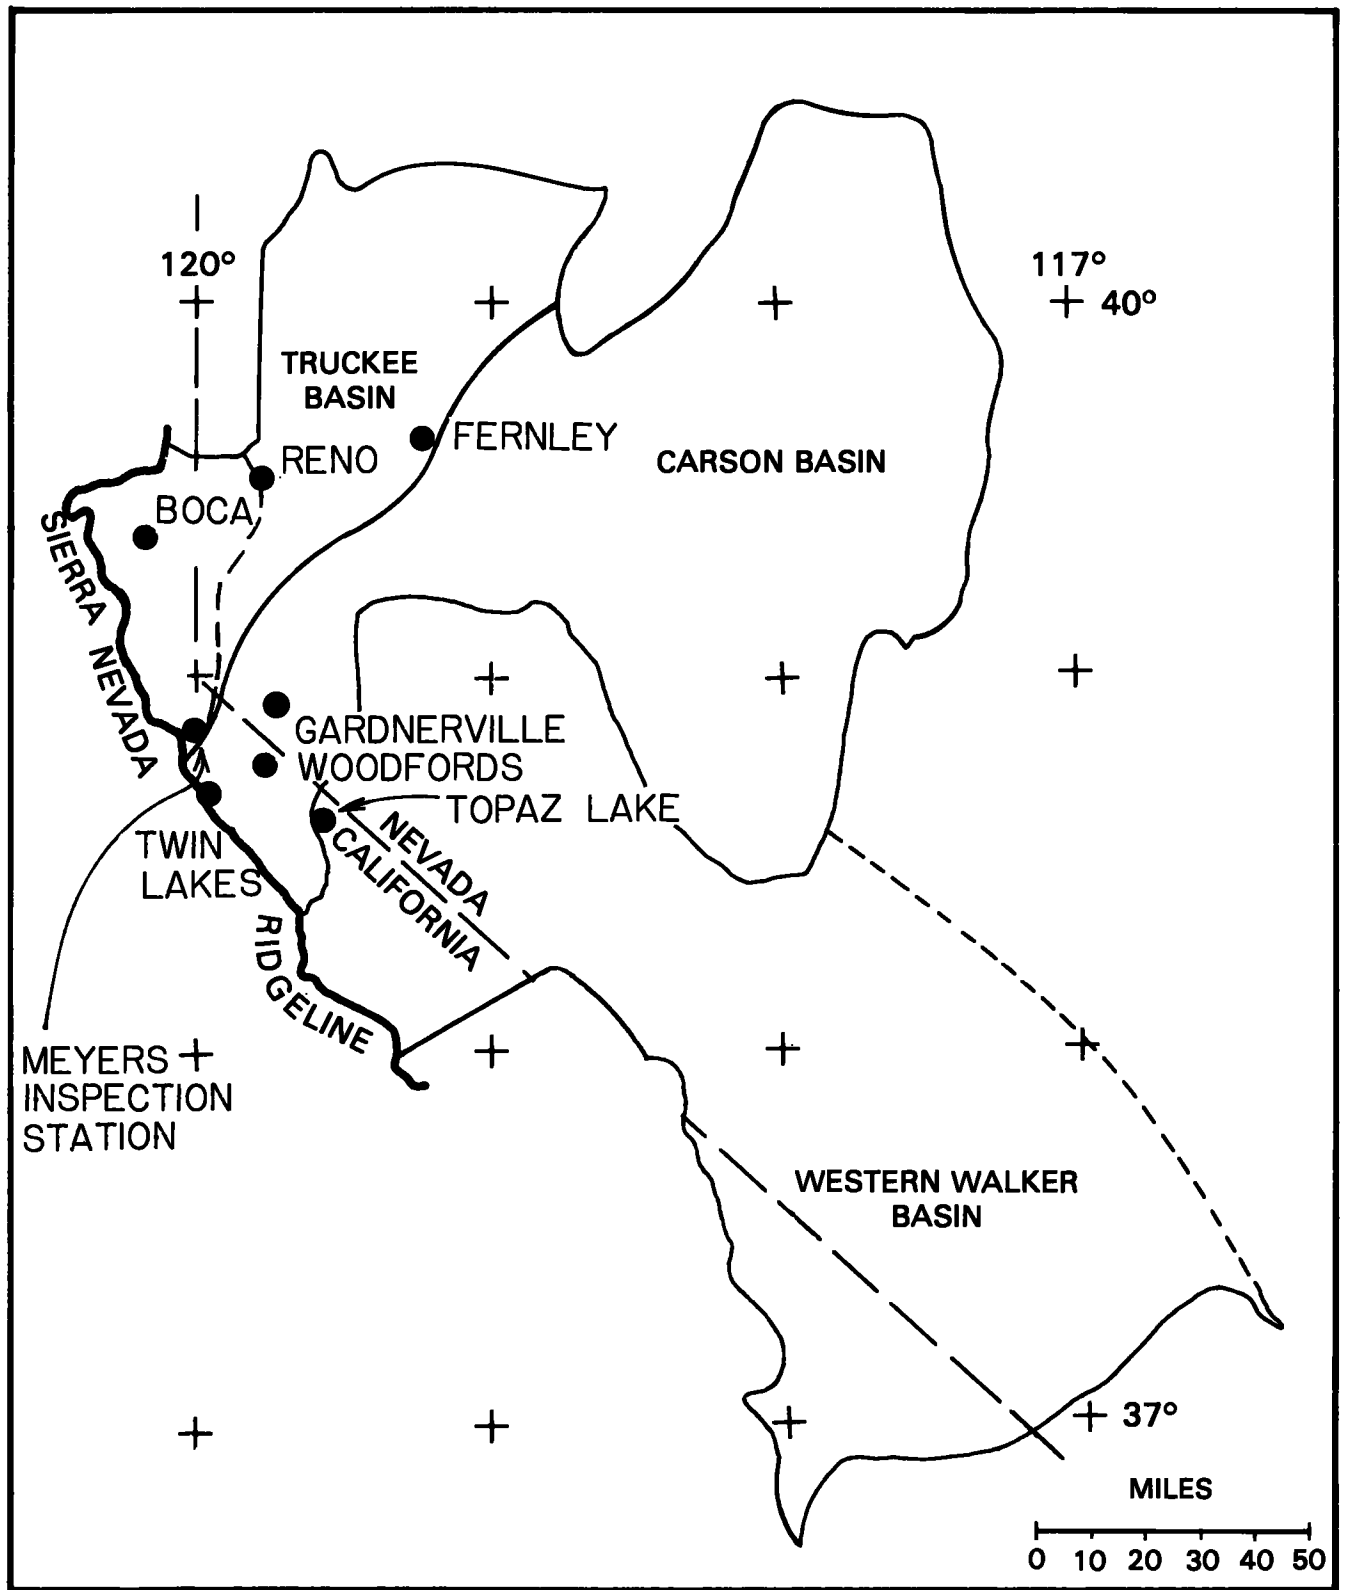 120°
117°
40°
TRUCKEE
BASIN
FERNLEY
RENO
CARSON BASIN
BOCA
SIERRA NEVADA
GARDNERVILLE
WOODFORDS
TOPAZ LAKE
NEVADA
CALIFORNIA
TWIN
LAKES
RIDGELINE
MEYERS
INSPECTION
STATION
WESTERN WALKER
BASIN
37°
MILES
0 10 20 30 40 50